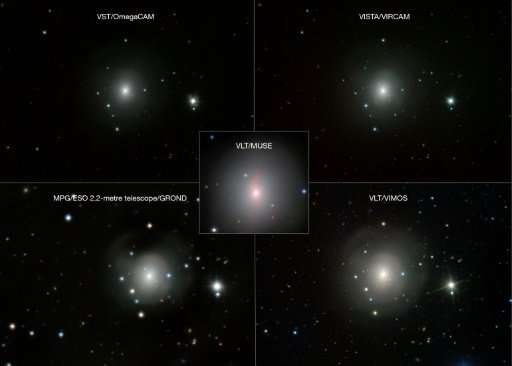 VST/OmegaCAM
VISTA/VIRCAM
VLT/MUSE
MPG/ESO 2.2-metre telescope/GROND
VLT/VIMOS